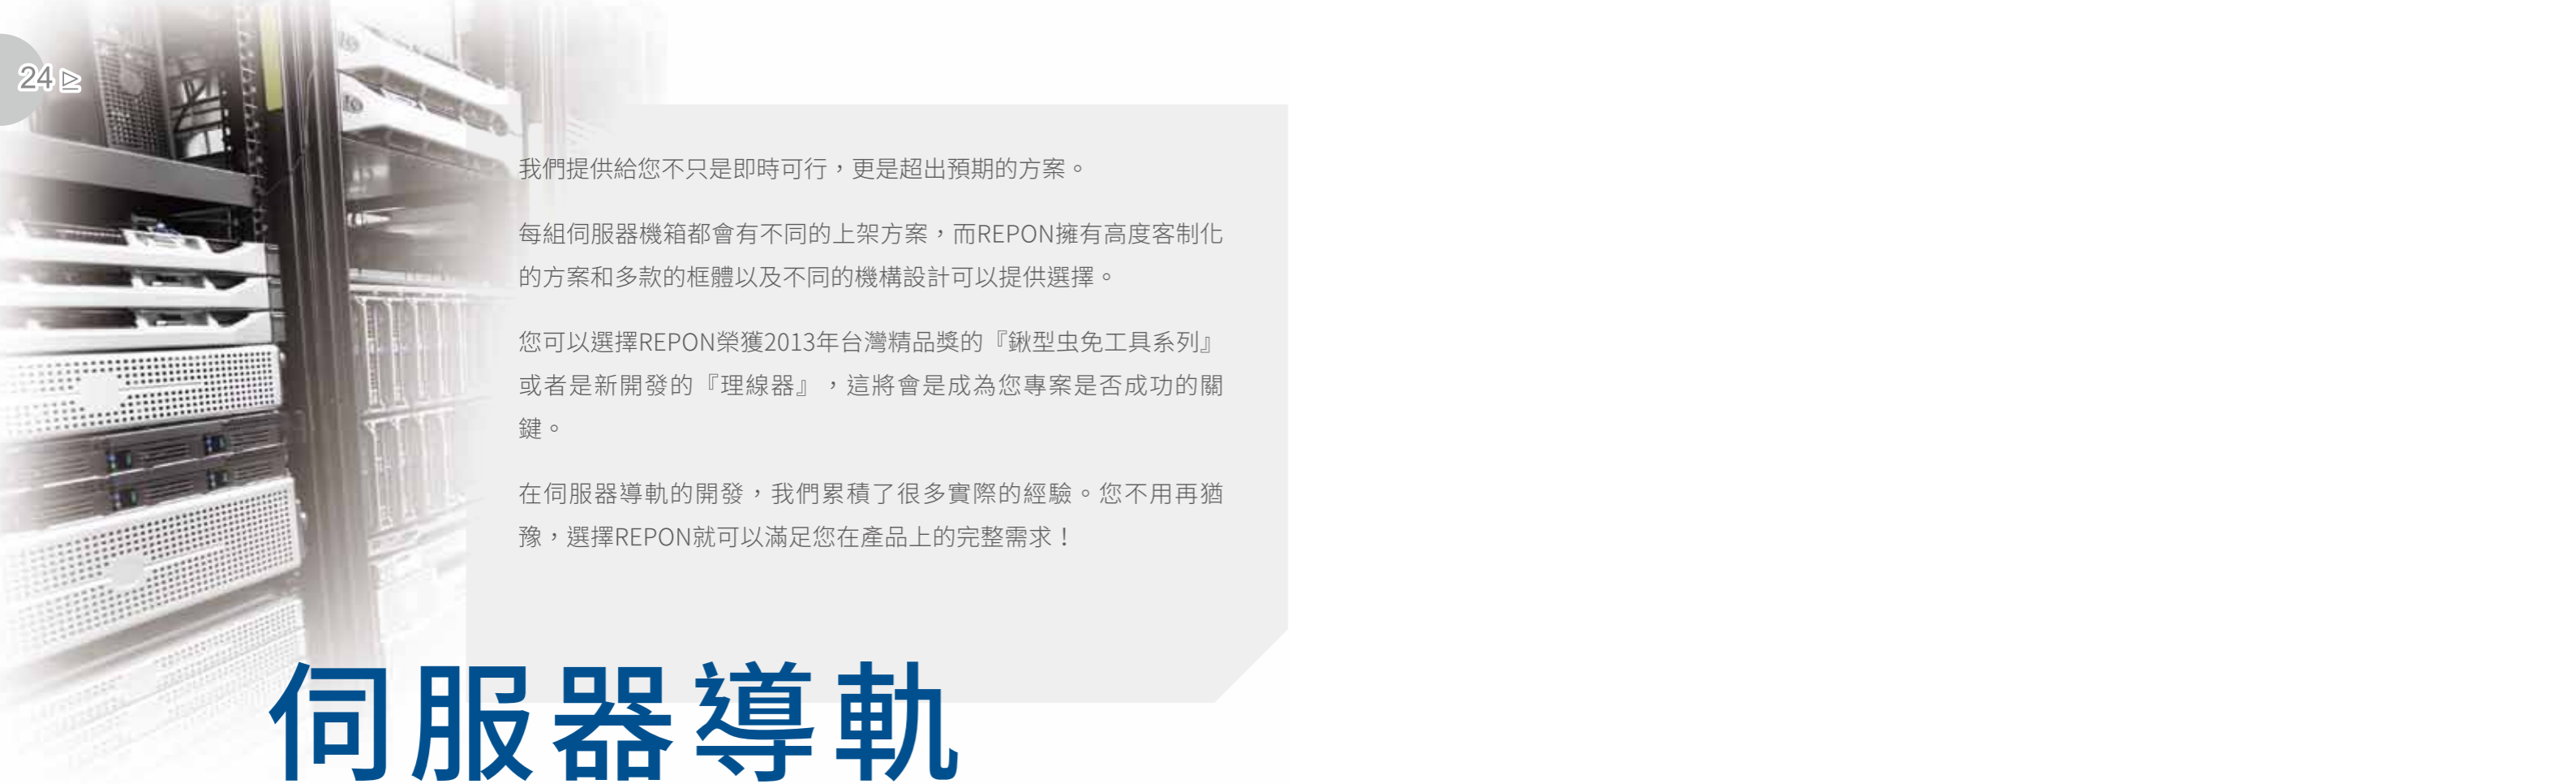 24
我們提供給您不只是即時可行，更是超出預期的方案。
每組伺服器機箱都會有不同的上架方案，而REPON擁有高度客制化
的方案和多款的框體以及不同的機構設計可以提供選擇。
您可以選擇REPON榮獲2013年台灣精品獎的『鍬型虫免工具系列』
或者是新開發的『理線器』，這將會是成為您專案是否成功的關
鍵。
在伺服器導軌的開發，我們累積了很多實際的經驗。您不用再猶
豫，選擇REPON就可以滿足您在產品上的完整需求！
伺服器導軌